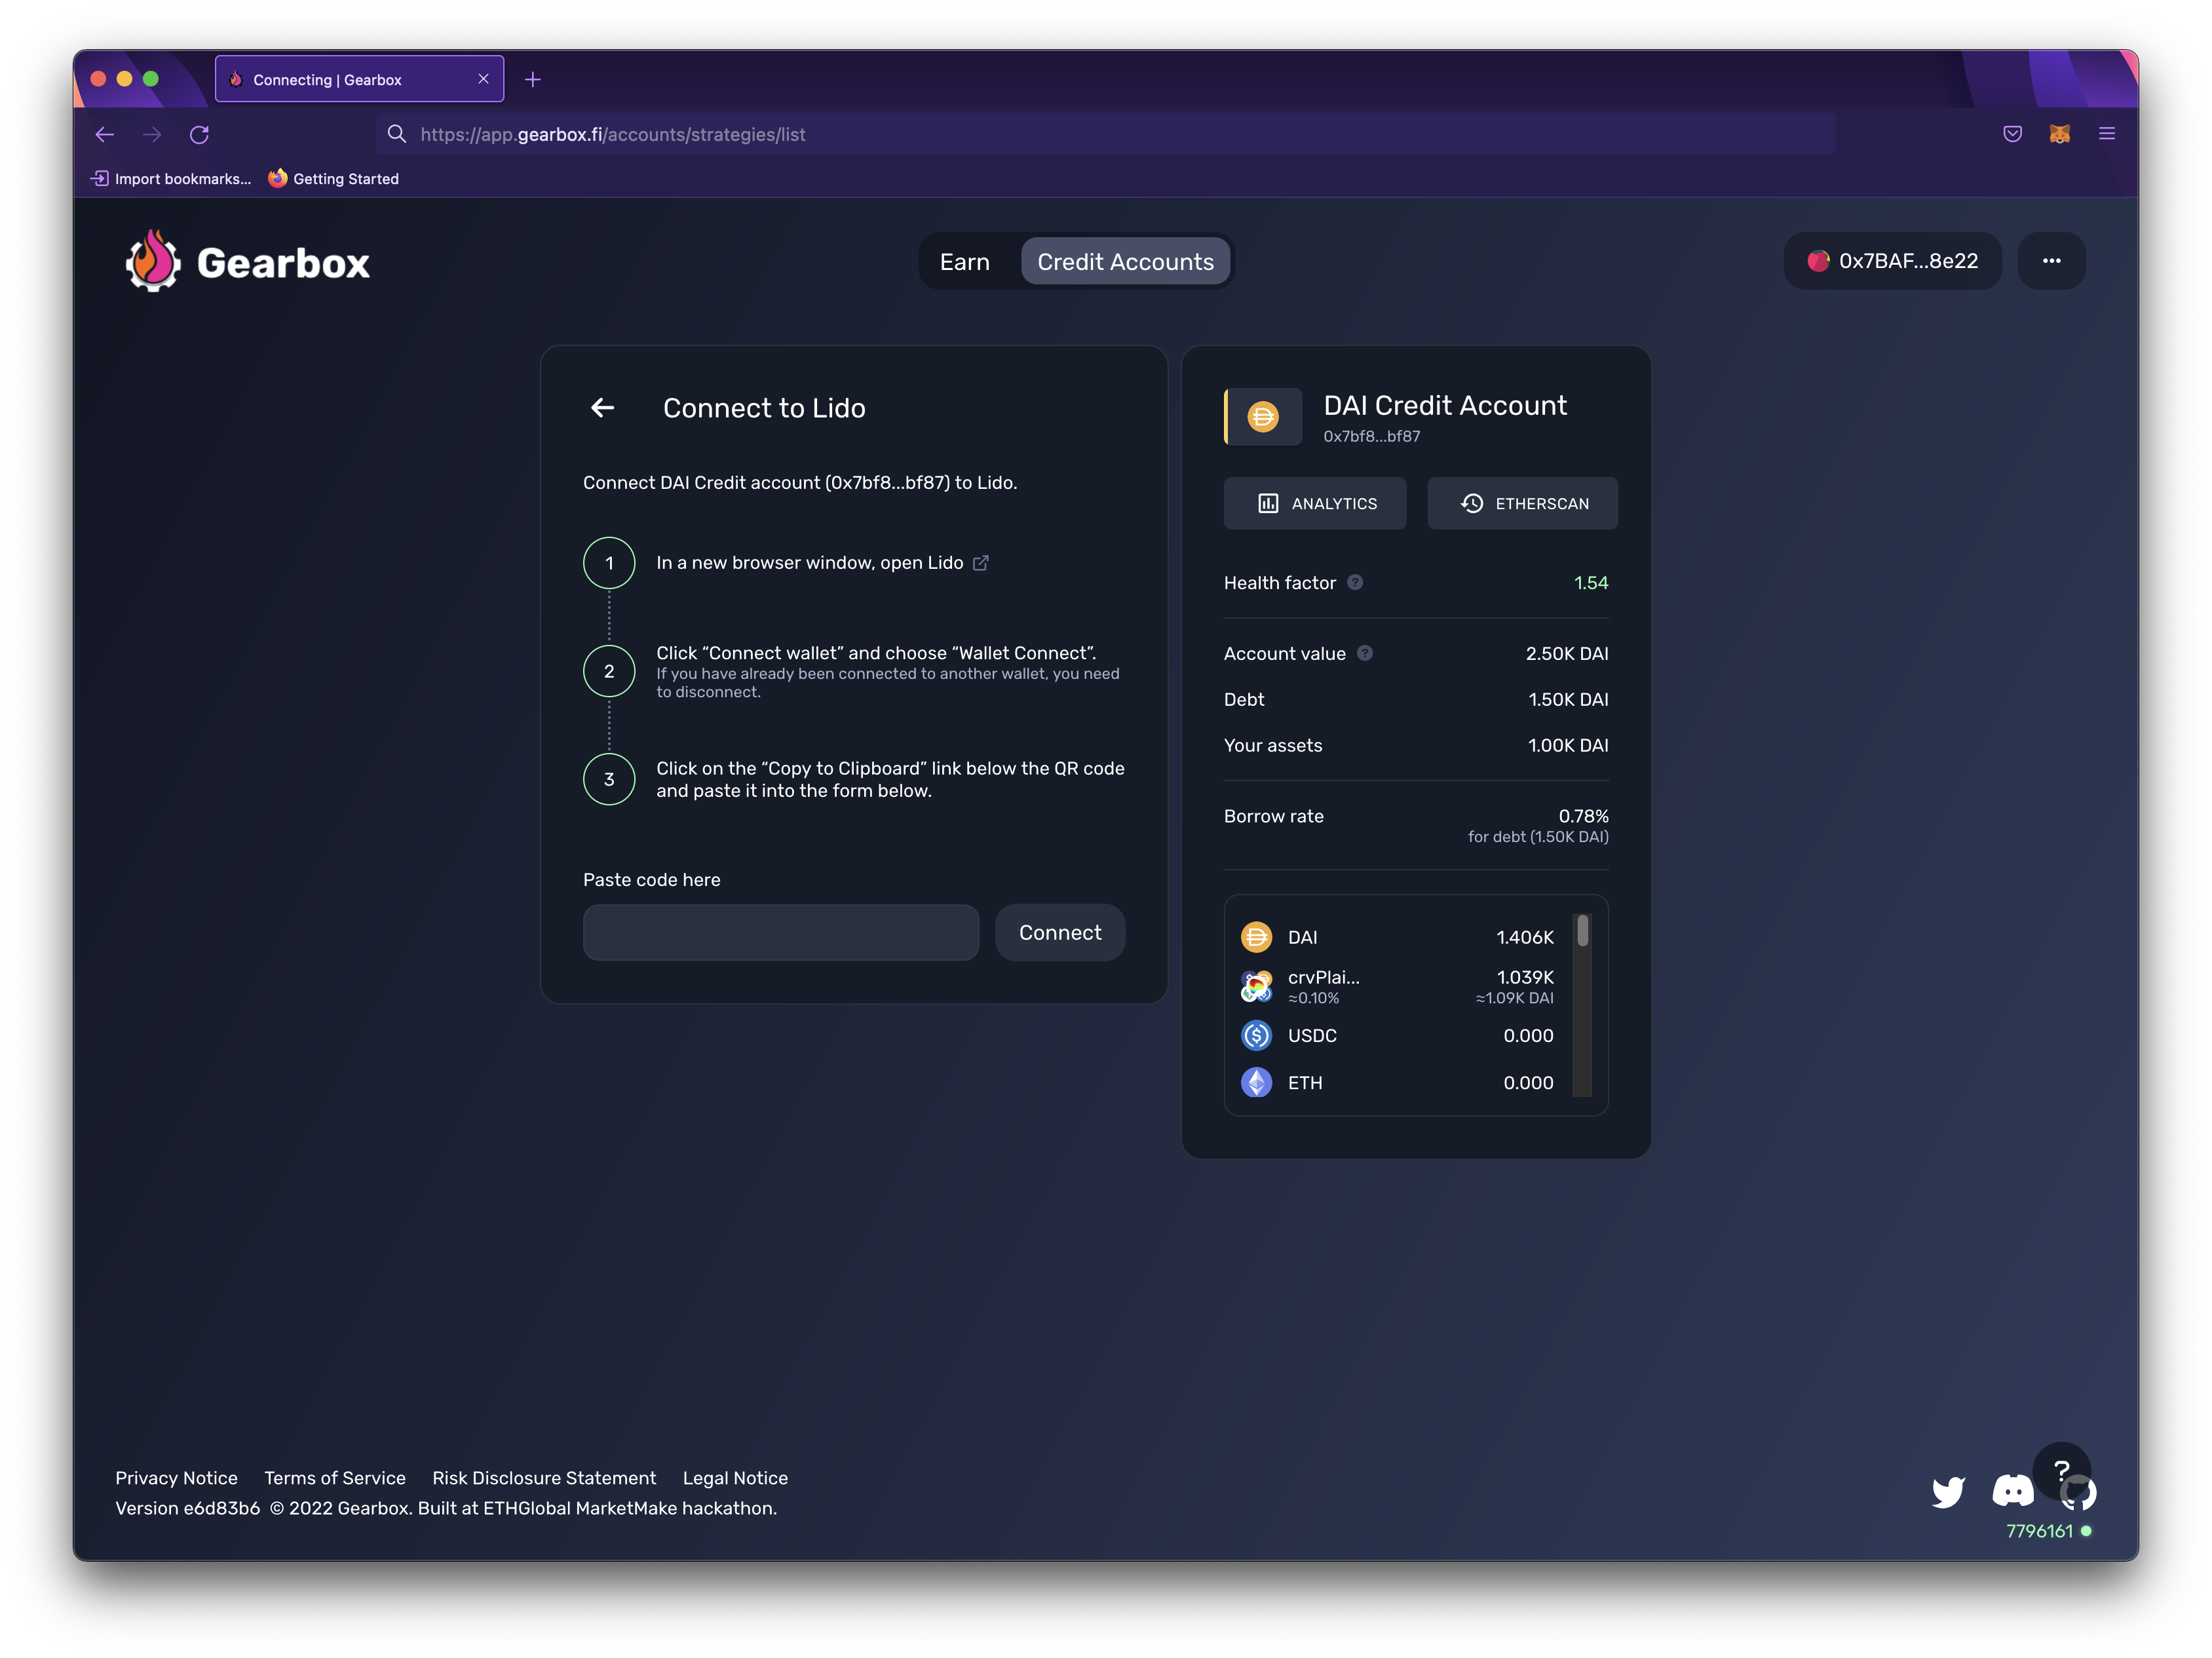 Connecting | Gearbox
https://app.gearbox.fi/accounts/strategies/list
Import bookmarks...
Getting Started
Gearbox
Earn
Credit Accounts
0x7BAF...8e22
Connect to Lido
Connect DAI Credit account (0x7bf8...bf87) to Lido.
1
In a new browser window, open Lido
2
Click “Connect wallet” and choose “Wallet Connect”.
If you have already been connected to another wallet, you need
to disconnect.
3
Click on the “Copy to Clipboard” link below the QR code
and paste it into the form below.
Paste code here
Connect
DAI Credit Account
0x7bf8...bf87
ANALYTICS
ETHERSCAN
Health factor ?
1.54
Account value ?
2.50K DAI
Debt
1.50K DAI
Your assets
1.00K DAI
Borrow rate
0.78%
for debt (1.50K DAI)
DAI
1.406K
crvPlai...
1.039K
≈0.10%
≈1.09K DAI
USDC
0.000
ETH
0.000
Privacy Notice
Terms of Service
Risk Disclosure Statement
Legal Notice
Version e6d83b6 © 2022 Gearbox. Built at ETHGlobal MarketMake hackathon.
?
7796161